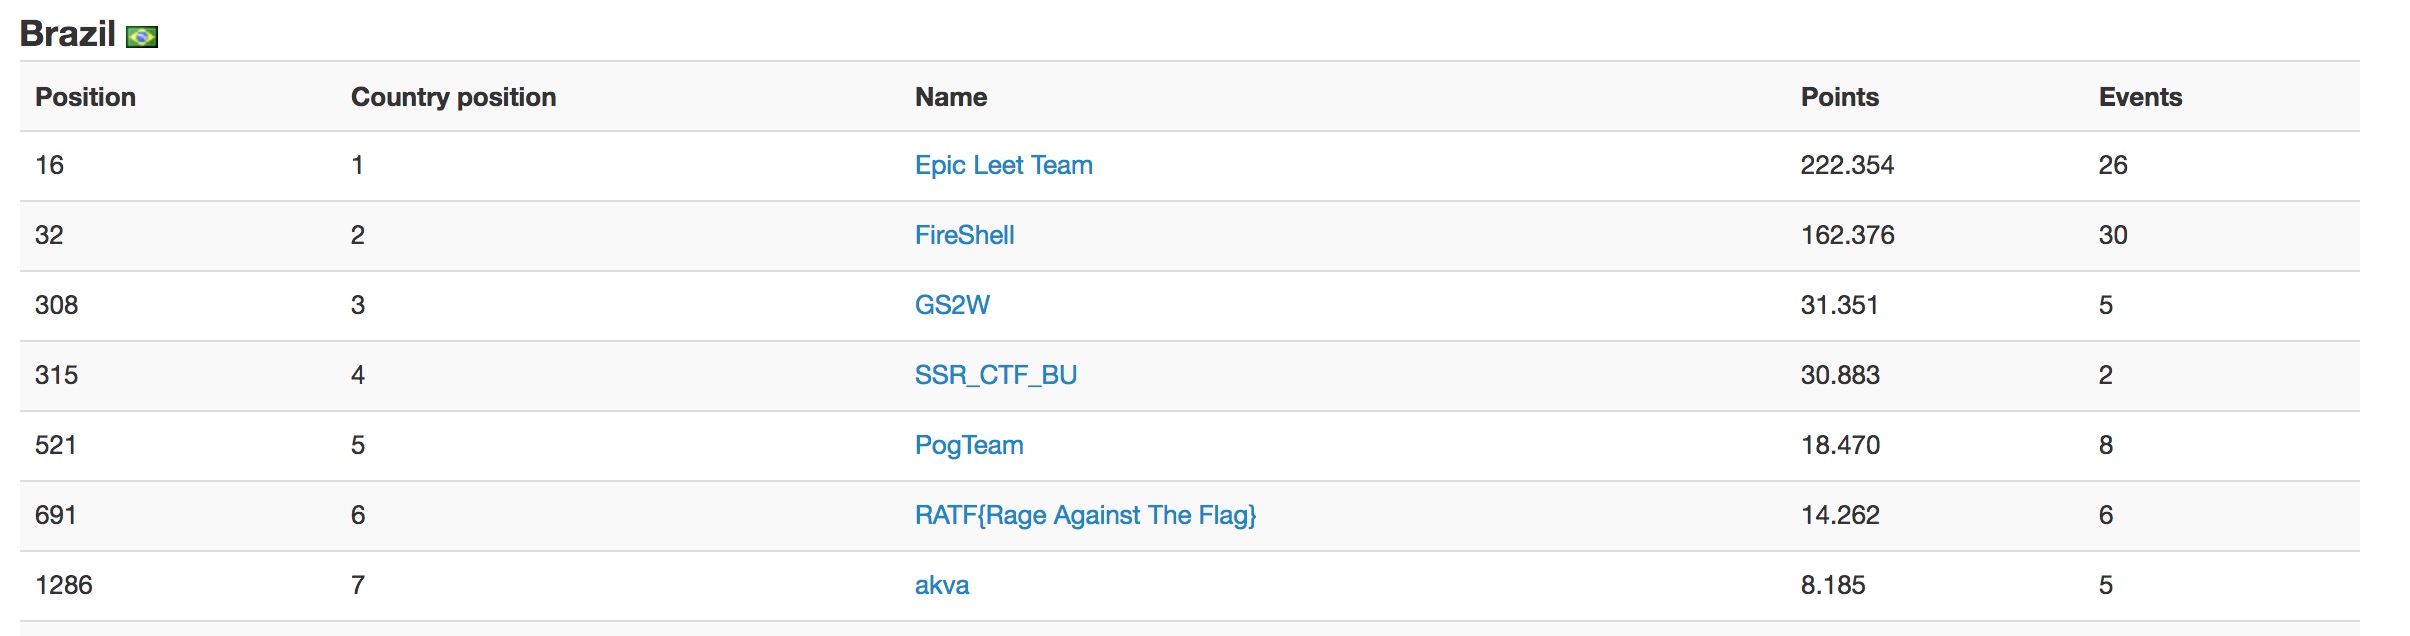 Brazil
Position Country position Name Points Events
16 1 Epic Leet Team 222.354 26
32 2 FireShell 162.376 30
308 3 GS2W 31.351 5
315 4 SSR_CTF_BU 30.883 2
521 5 PogTeam 18.470 8
691 6 RATF{Rage Against The Flag} 14.262 6
1286 7 akva 8.185 5